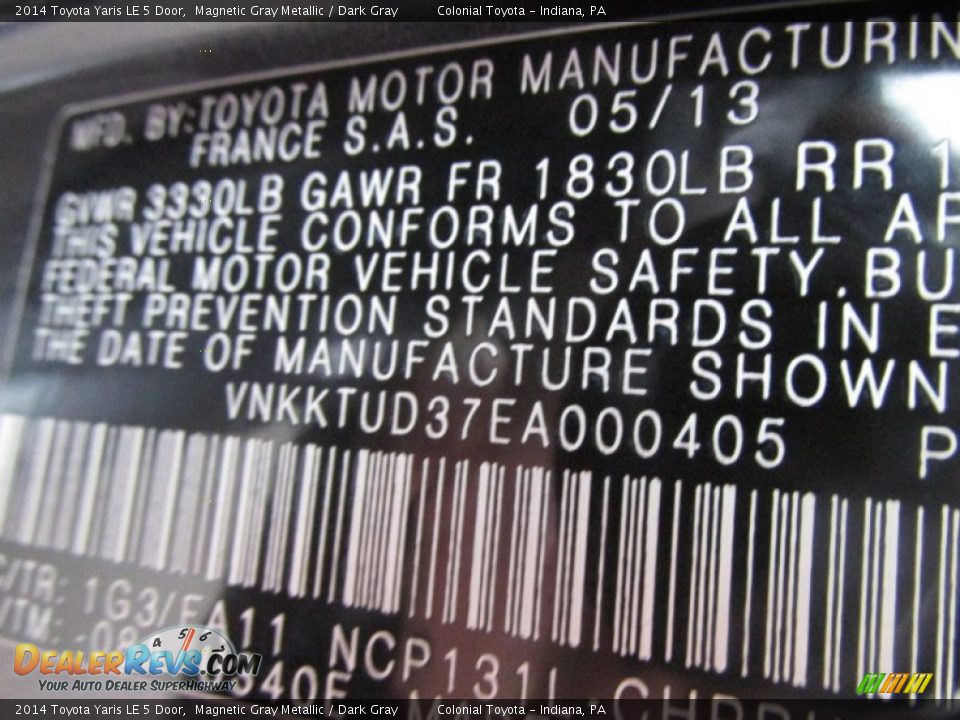 2014 Toyota Yaris LE 5 Door, Magnetic Gray Metallic / Dark Gray Colonial Toyota - Indiana, PA
MFD. BY: TOYOTA MOTOR MANUFACTURIN
FRANCE S.A.S. 05/13
GVWR 3330LB GAWR FR 1830LB RR 1
THIS VEHICLE CONFORMS TO ALL AP
FEDERAL MOTOR VEHICLE SAFETY, BU
THEFT PREVENTION STANDARDS IN E
THE DATE OF MANUFACTURE SHOWN
VNKKTUD37EA000405 P
C/TR: 1G3/FA11 NCP131L
/TM:
DEALERREVS.COM
YOUR AUTO DEALER SUPERHIGHWAY
2014 Toyota Yaris LE 5 Door, Magnetic Gray Metallic / Dark Gray Colonial Toyota - Indiana, PA